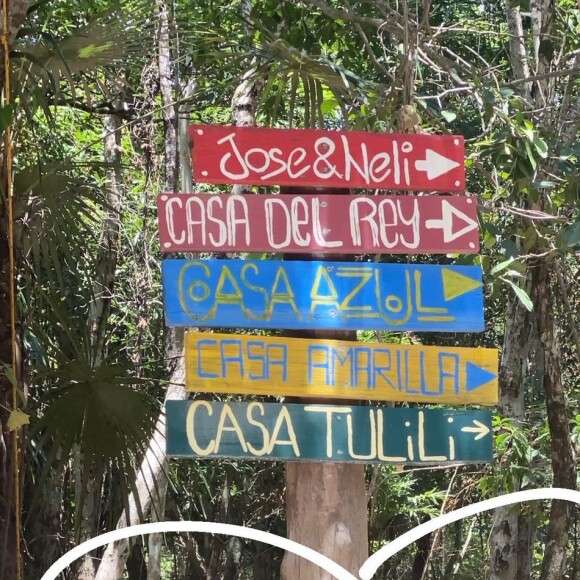 Jose&Neli
CASA DEL REY
CASA AZUL
CASA AMARILLA
CASA TULiLi